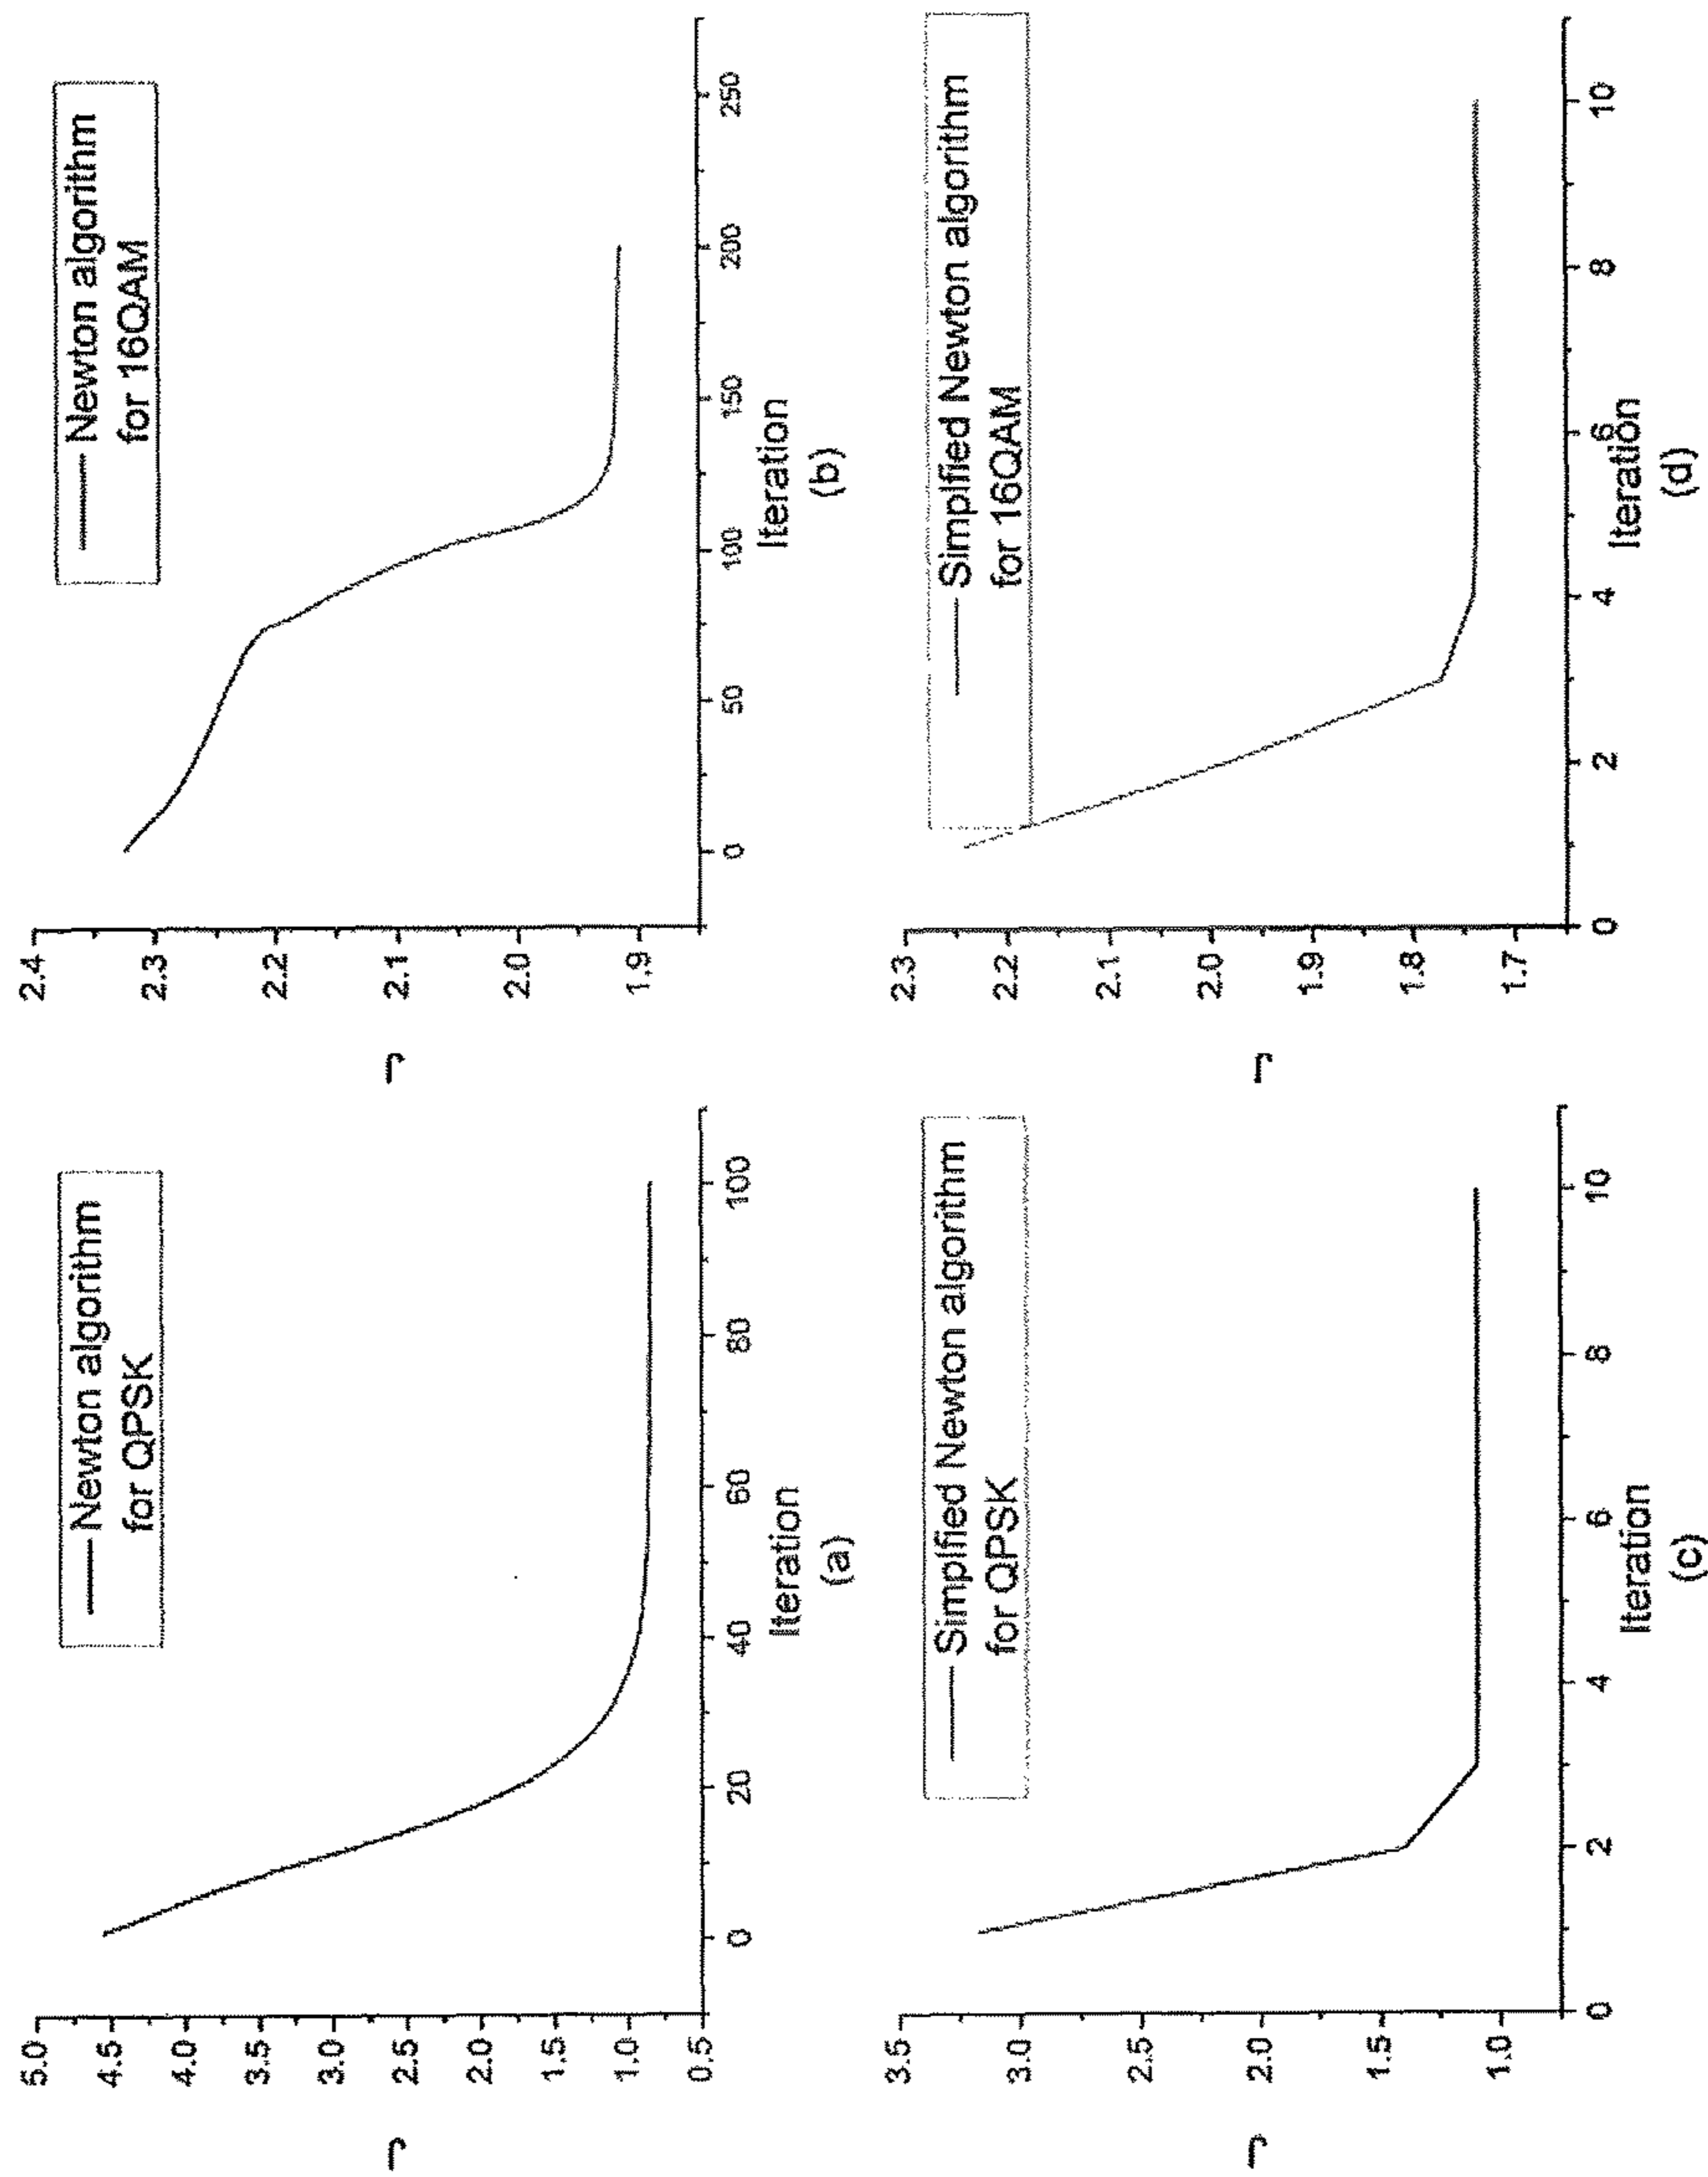 Newton algorithm
for QPSK
J
5.0
4.5
4.0
3.5
3.0
2.5
2.0
1.5
1.0
0.5
0 20 40 60 80 100
Iteration
(a)
Newton algorithm
for 16QAM
J
2.4
2.3
2.2
2.1
2.0
1.9
0 50 100 150 200 250
Iteration
(b)
Simplfied Newton algorithm
for QPSK
J
3.5
3.0
2.5
2.0
1.5
1.0
0 2 4 6 8 10
Iteration
(c)
Simplfied Newton algorithm
for 16QAM
J
2.3
2.2
2.1
2.0
1.9
1.8
1.7
0 2 4 6 8 10
Iteration
(d)